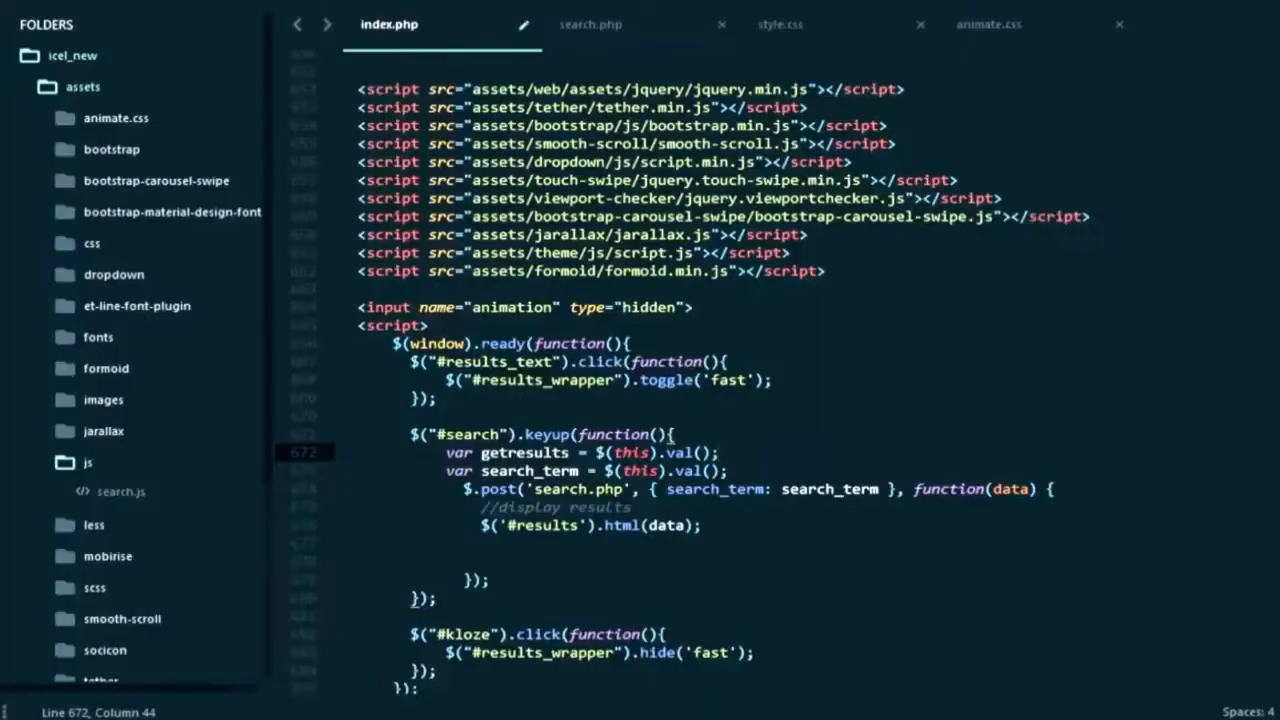 FOLDERS
icel_new
assets
animate.css
bootstrap
bootstrap-carousel-swipe
bootstrap-material-design-font
css
dropdown
et-line-font-plugin
fonts
formoid
images
jarallax
js
search.js
less
mobirise
scss
smooth-scroll
socicon
tether
index.php
search.php
style.css
animate.css
<script src="assets/web/assets/jquery/jquery.min.js"></script>
<script src="assets/tether/tether.min.js"></script>
<script src="assets/bootstrap/js/bootstrap.min.js"></script>
<script src="assets/smooth-scroll/smooth-scroll.js"></script>
<script src="assets/dropdown/js/script.min.js"></script>
<script src="assets/touch-swipe/jquery.touch-swipe.min.js"></script>
<script src="assets/viewport-checker/jquery.viewportchecker.js"></script>
<script src="assets/bootstrap-carousel-swipe/bootstrap-carousel-swipe.js"></script>
<script src="assets/jarallax/jarallax.js"></script>
<script src="assets/theme/js/script.js"></script>
<script src="assets/formoid/formoid.min.js"></script>
<input name="animation" type="hidden">
<script>
$(window).ready(function(){
$("#results_text").click(function(){
$("#results_wrapper").toggle('fast');
});
$("#search").keyup(function(){
672 var getresults = $(this).val();
var search_term = $(this).val();
$.post('search.php', { search_term: search_term }, function(data) {
//display results
$('#results').html(data);
});
});
$("#kloze").click(function(){
$("#results_wrapper").hide('fast');
});
});
Line 672, Column 44
Spaces: 4